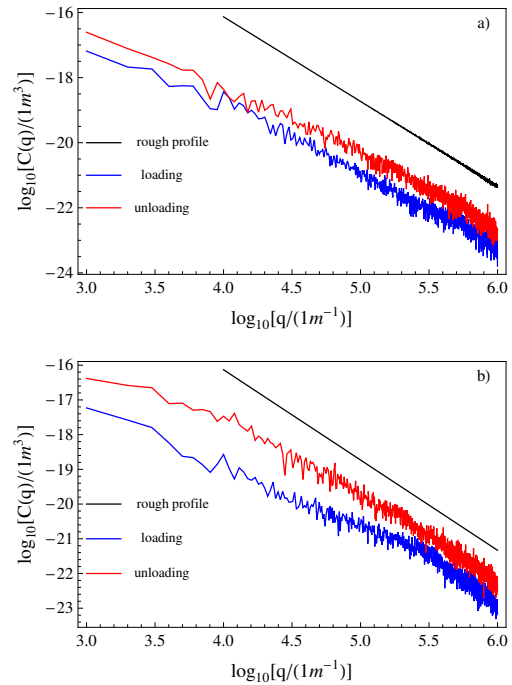 a)
−16
−18
−20
−22
−24
log₁₀[C(q)/(1m³)
rough profile
loading
unloading
3.0 3.5 4.0 4.5 5.0 5.5 6.0
log₁₀[q/(1m⁻¹)]
b)
−16
−17
−18
−19
−20
−21
−22
−23
log₁₀[C(q)/(1m³)
rough profile
loading
unloading
3.0 3.5 4.0 4.5 5.0 5.5 6.0
log₁₀[q/(1m⁻¹)]